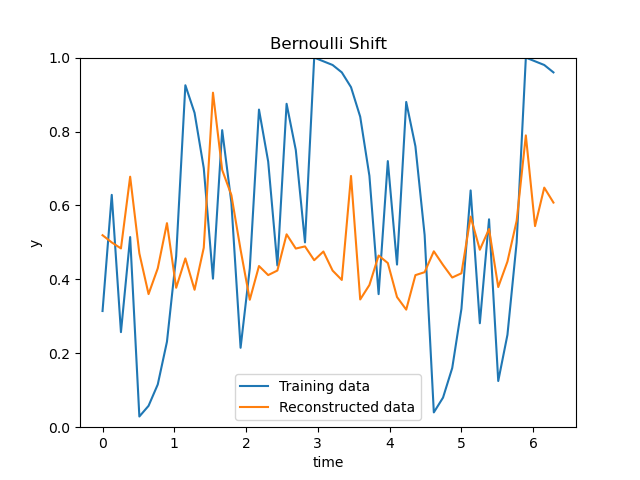 Bernoulli Shift
1.0
0.8
0.6
0.4
0.2
0.0
y
0 1 2 3 4 5 6
time
Training data
Reconstructed data